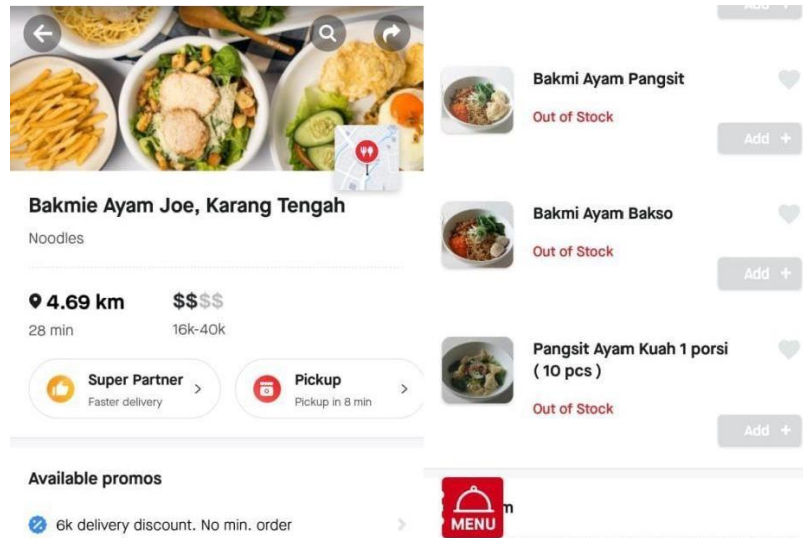 Bakmie Ayam Joe, Karang Tengah
Noodles
4.69 km
$$$$
28 min
16k-40k
Super Partner
Faster delivery
Pickup
Pickup in 8 min
Available promos
6k delivery discount. No min. order
Add +
Bakmi Ayam Pangsit
Out of Stock
Add +
Bakmi Ayam Bakso
Out of Stock
Add +
Pangsit Ayam Kuah 1 porsi
( 10 pcs )
Out of Stock
Add +
MENU